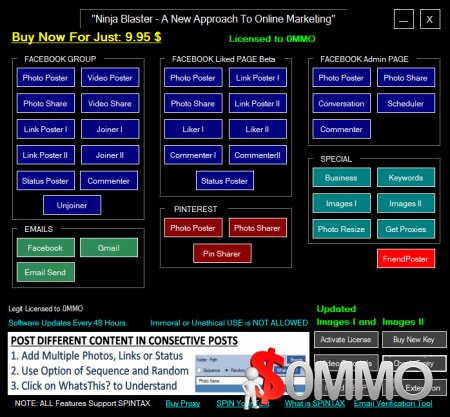 "Ninja Blaster - A New Approach To Online Marketing"
— X
Buy Now For Just: 9.95 $
Licensed to 0MMO
FACEBOOK GROUP
Photo Poster Video Poster
Photo Share Video Share
Link Poster I Joiner I
Link Poster II Joiner II
Status Poster Commenter
Unjoiner
FACEBOOK Liked PAGE Beta
Photo Poster Link Poster I
Photo Share Link Poster II
Liker I Liker II
Commenter I CommenterII
Status Poster
FACEBOOK Admin PAGE
Photo Poster Photo Share
Conversation Scheduler
Commenter
SPECIAL
Business Keywords
Images I Images II
Photo Resize Get Proxies
EMAILS
Facebook Gmail
Email Send
PINTEREST
Photo Poster Photo Sharer
Pin Sharer
FriendPoster
Legit Licensed to 0MMO
Software Updates Every 48 Hours.
Immoral or Unethical USE is NOT ALLOWED
Updated
Images I and Images II
POST DIFFERENT CONTENT IN CONSECTIVE POSTS
1. Add Multiple Photos, Links or Status
2. Use Option of Sequence and Random
3. Click on WhatsThis? to Understand
Folder: Path
Sequence Random
Photo Name
Activate License Buy New Key
$0MMO
NOTE: ALL Features Support SPINTAX
Buy Proxy
SPIN
What is SPINTAX
Email Verification Tool